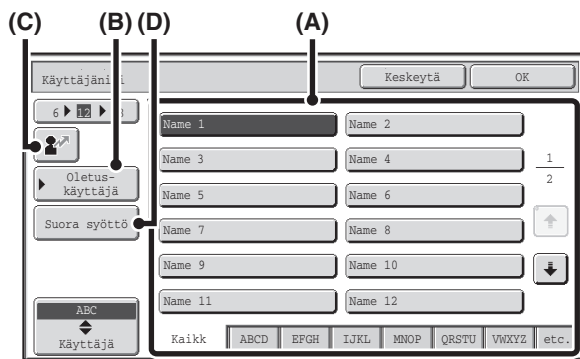 (C) (B) (D) (A)
Käyttäjänimi
Keskeytä
OK
6 12
Name 1
Name 2
Name 3
Name 4
1
2
Oletus-
käyttäjä
Name 5
Name 6
Suora syöttö
Name 7
Name 8
Name 9
Name 10
Name 11
Name 12
ABC
Käyttäjä
Kaikk ABCD EFGH IJKL MNOP QRSTU VWXYZ etc.